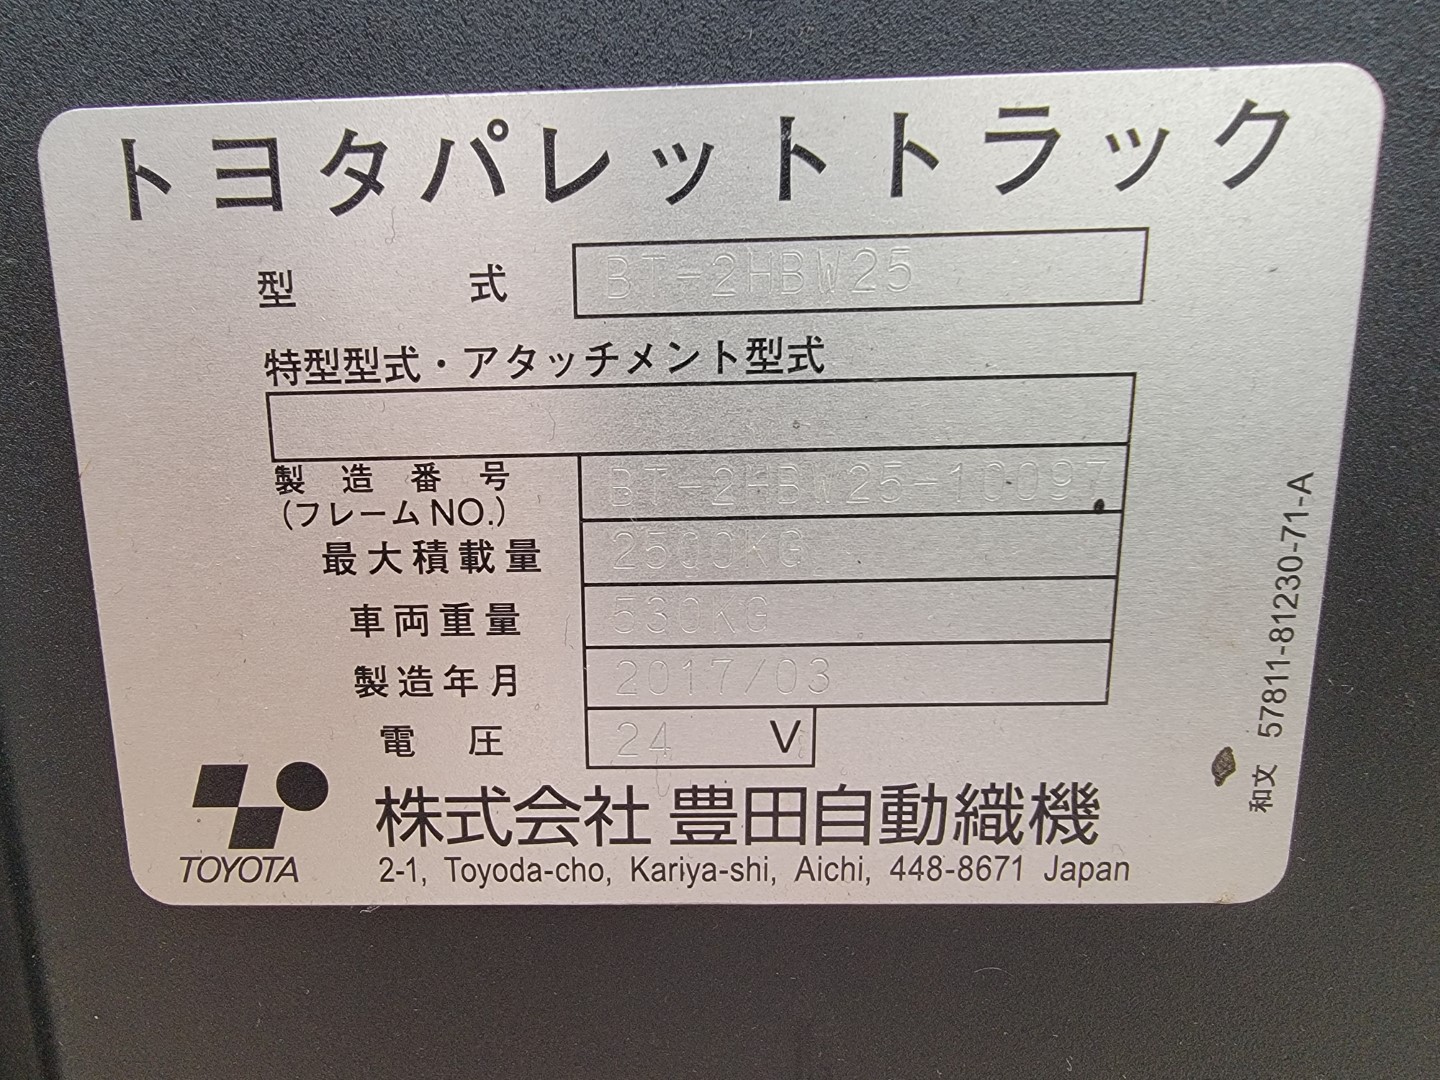 トヨタパレットトラック
型式 BT-2HBW25
特型型式・アタッチメント型式
製造番号 BT-2HBW25-10097
(フレームNO.)
最大積載量 2500KG
車両重量 530KG
製造年月 2017/03
電圧 24 V
株式会社 豊田自動織機
TOYOTA
2-1, Toyoda-cho, Kariya-shi, Aichi, 448-8671 Japan
和文 57811-81230-71-A